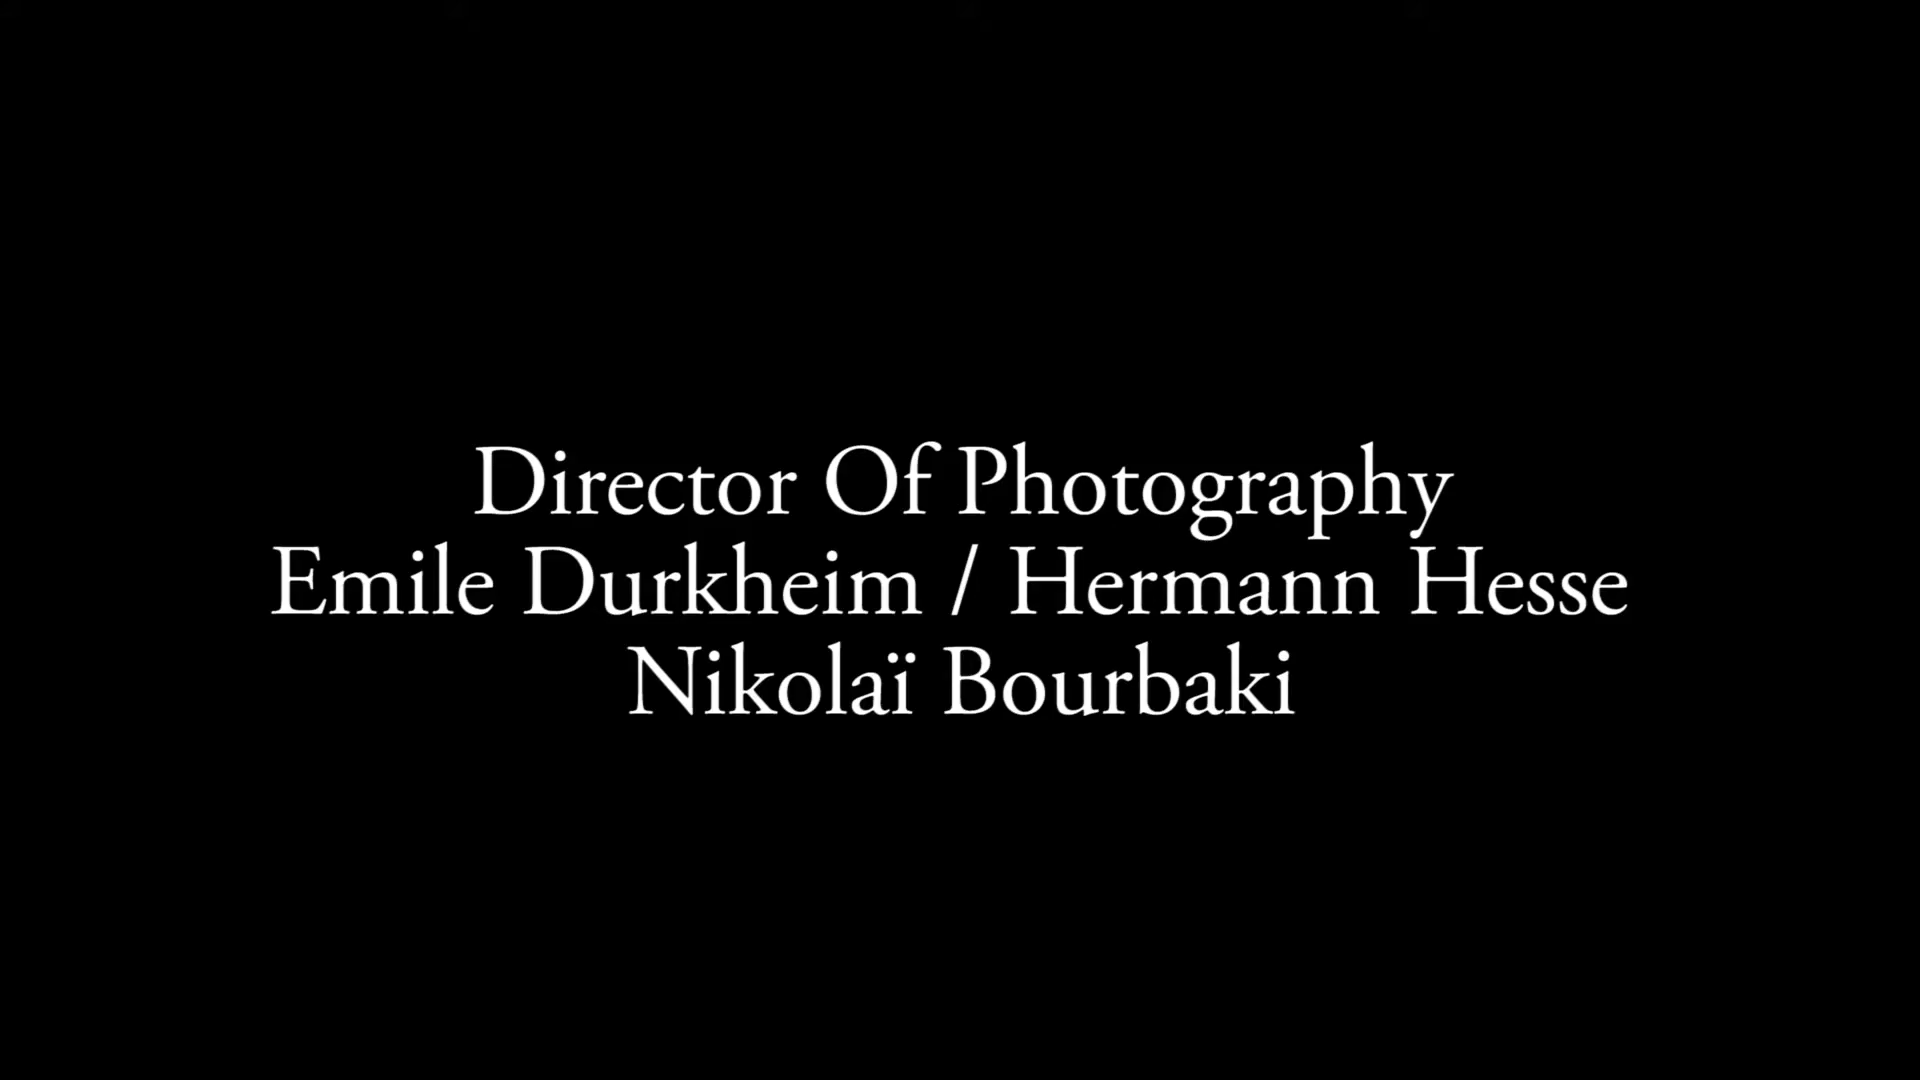 Director Of Photography
Emile Durkheim / Hermann Hesse
Nikolaï Bourbaki